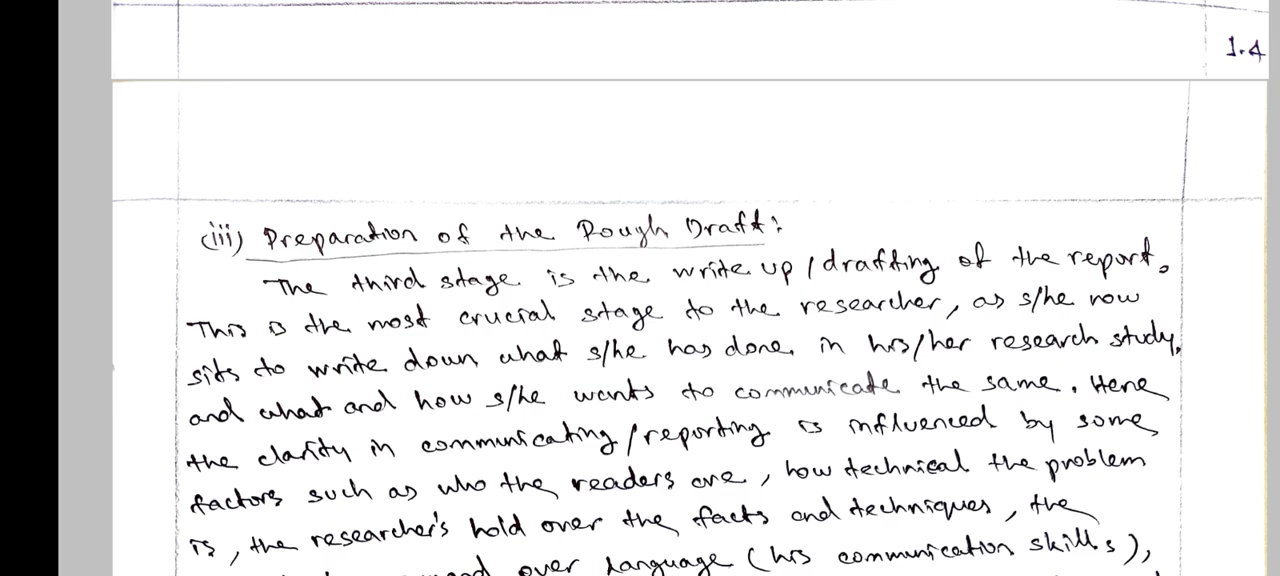 1.4
(iii) Preparation of the Rough Draft:
The third stage is the write up/drafting of the report.
This is the most crucial stage to the researcher, as s/he now
sits to write down what s/he has done in his/her research study,
and what and how s/he wants to communicate the same. Here
the clarity in communicating/reporting is influenced by some
factors such as who the readers are, how technical the problem
is, the researcher's hold over the facts and techniques, the
over language (his communication skills),